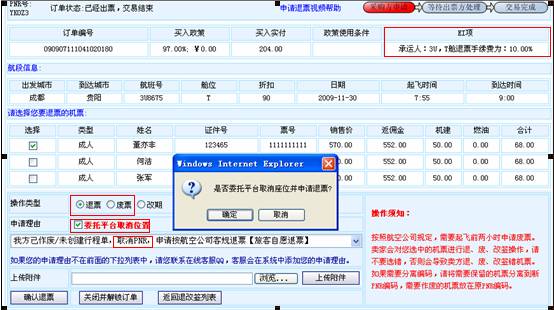 PNR号:
YK0Z3 订单状态:已经出票,交易结束 申请退票视频帮助 采购方申请 等待出票方处理 交易完成
订单号 买入政策 买入实付 政策使用条件 EI项
090907111041020180 97.00%; ¥0.00 204.00 承运人: 3U, T舱退票手续费为: 10.00%
航段信息:
出发城市 到达城市 航班号 舱位 折扣 日期 起飞时间 到达时间
成都 贵阳 3U8675 T 90 2009-11-30 7:55 9:00
请选择您要退票的机票:
选择 类型 姓名 证件号 票号 销售价 返佣金 机建 燃油 合计
成人 董亦非 123465 1111111111 570.00 552.00 50.00 0.00 68.00
成人 何洁 552.00 50.00 0.00 68.00
成人 张军 552.00 50.00 0.00 68.00
Windows Internet Explorer
是否委托平台取消座位并申请退票?
确定 取消
操作类型 退票 废票 改期
申请理由 委托平台取消位置
我方已作废/未创建行程单, 取消PNR, 申请按航空公司客规退票【旅客自愿退票】
如果您的申请理由不在前面的下拉列表中，请联系在线客服QQ，客服会在系统中添加您的申请理由。
上传附件 浏览... 上传附件
确认退票 关闭并解锁订单 返回退改签列表
操作须知：
按照航空公司规定，需要起飞前两小时申请废票。
卖家会对您选中的机票进行退、废、改签操作，请
不要选错，否则会导致卖方退、废、改签错机票。
如果需要分离编码，请将需要保留的机票分离到新
PNR编码，需要作废的机票放在原PNR编码。